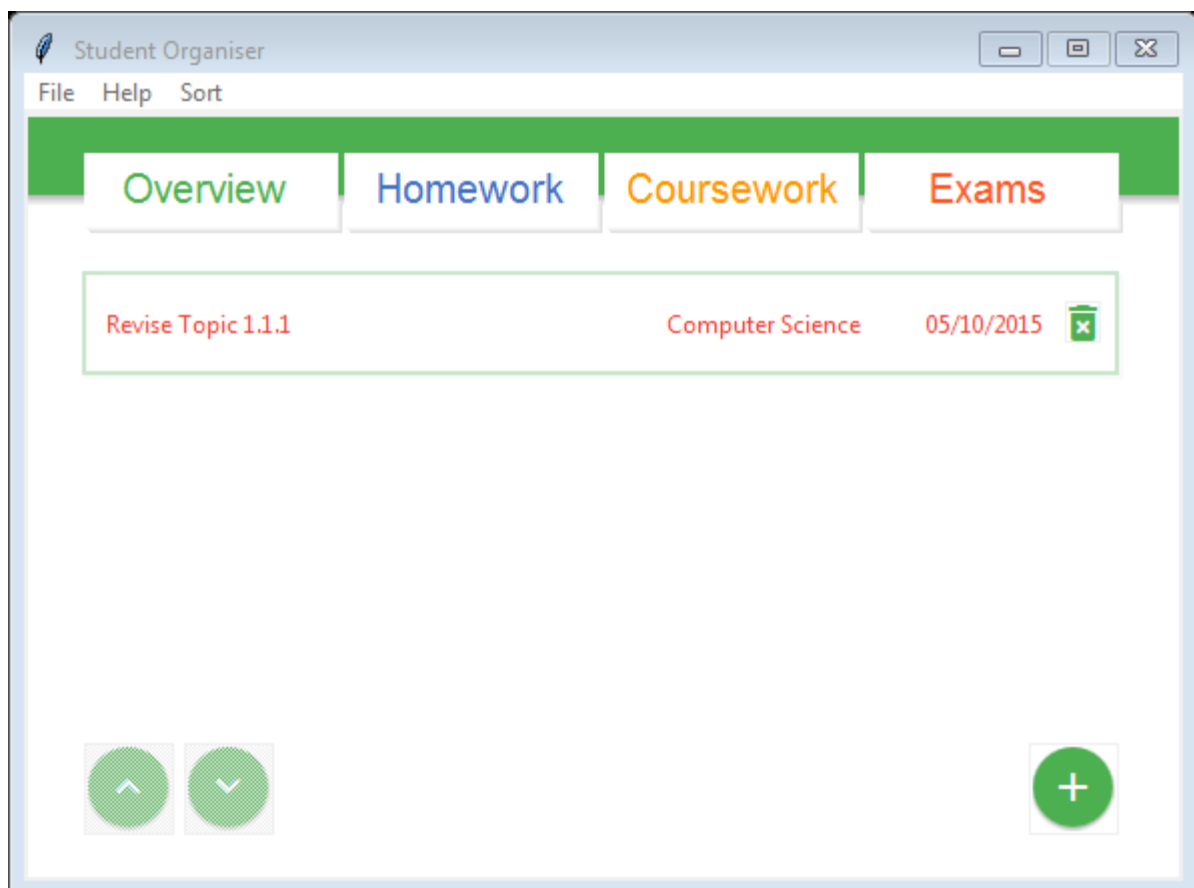 Student Organiser
File Help Sort
Overview Homework Coursework Exams
Revise Topic 1.1.1 Computer Science 05/10/2015